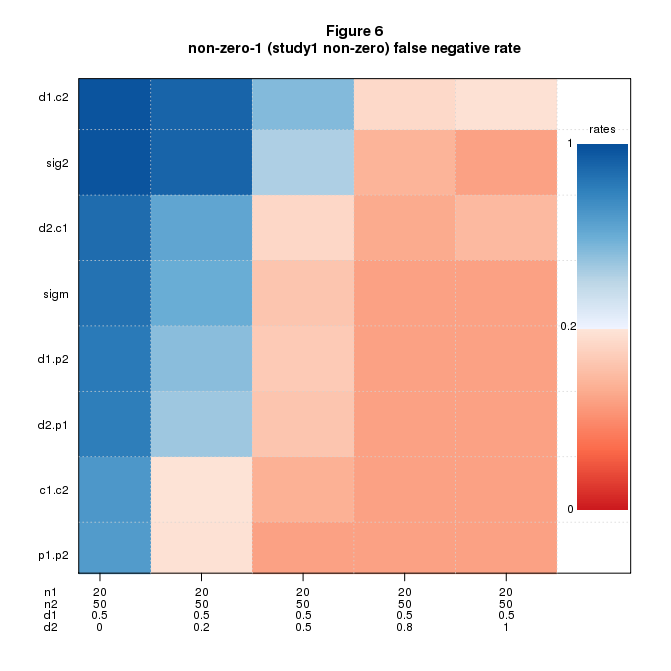 Figure 6
non-zero-1 (study1 non-zero) false negative rate
d1.c2
sig2
d2.c1
sigm
d1.p2
d2.p1
c1.c2
p1.p2
rates
1
0.2
0
n1 20 20 20 20 20
n2 50 50 50 50 50
d1 0.5 0.5 0.5 0.5 0.5
d2 0 0.2 0.5 0.8 1